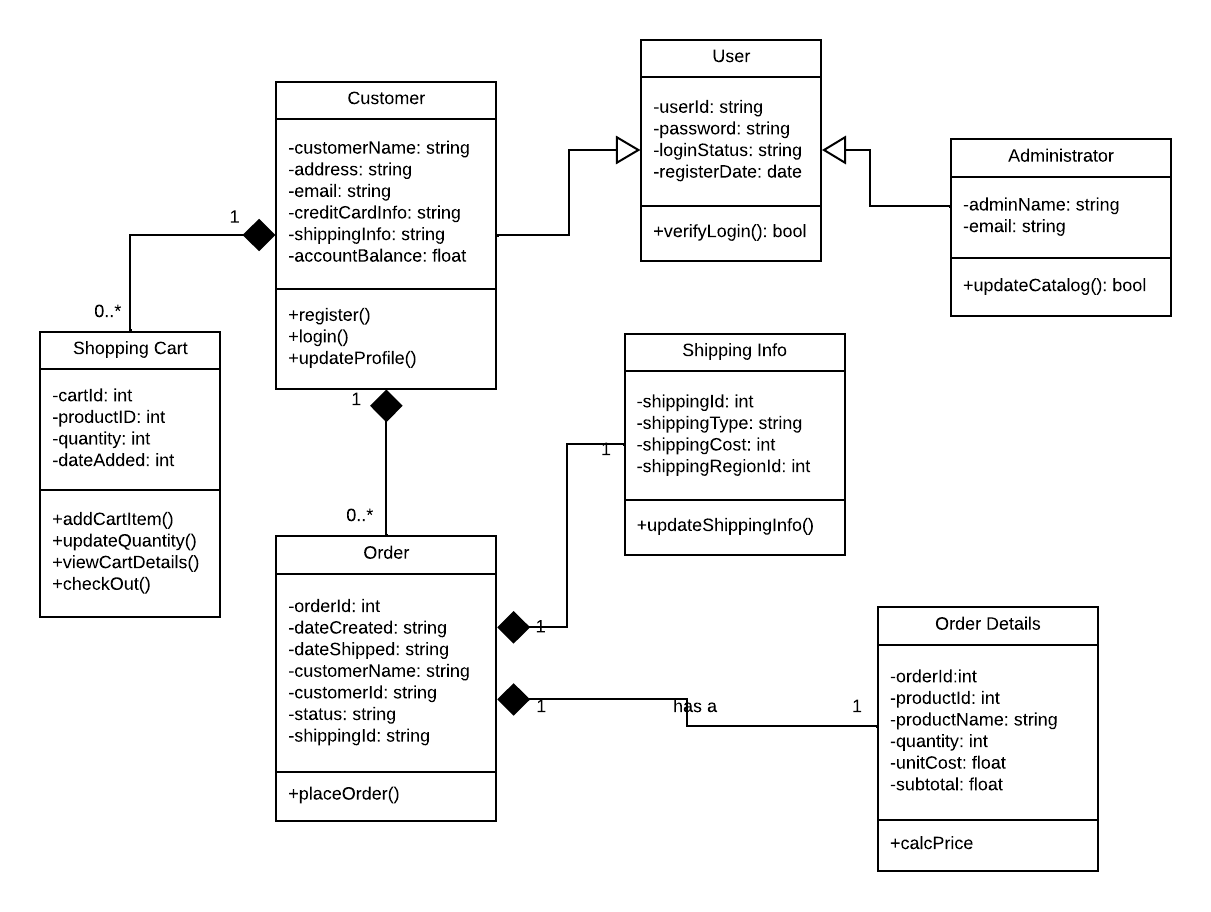 User
-userId: string
-password: string
-loginStatus: string
-registerDate: date
+verifyLogin(): bool
Customer
-customerName: string
-address: string
-email: string
-creditCardInfo: string
-shippingInfo: string
-accountBalance: float
+register()
+login()
+updateProfile()
Administrator
-adminName: string
-email: string
+updateCatalog(): bool
1
0..*
Shopping Cart
-cartId: int
-productID: int
-quantity: int
-dateAdded: int
+addCartItem()
+updateQuantity()
+viewCartDetails()
+checkOut()
1
0..*
Shipping Info
-shippingId: int
-shippingType: string
-shippingCost: int
-shippingRegionId: int
+updateShippingInfo()
1
1
Order
-orderId: int
-dateCreated: string
-dateShipped: string
-customerName: string
-customerId: string
-status: string
-shippingId: string
+placeOrder()
1
has a
1
Order Details
-orderId:int
-productId: int
-productName: string
-quantity: int
-unitCost: float
-subtotal: float
+calcPrice